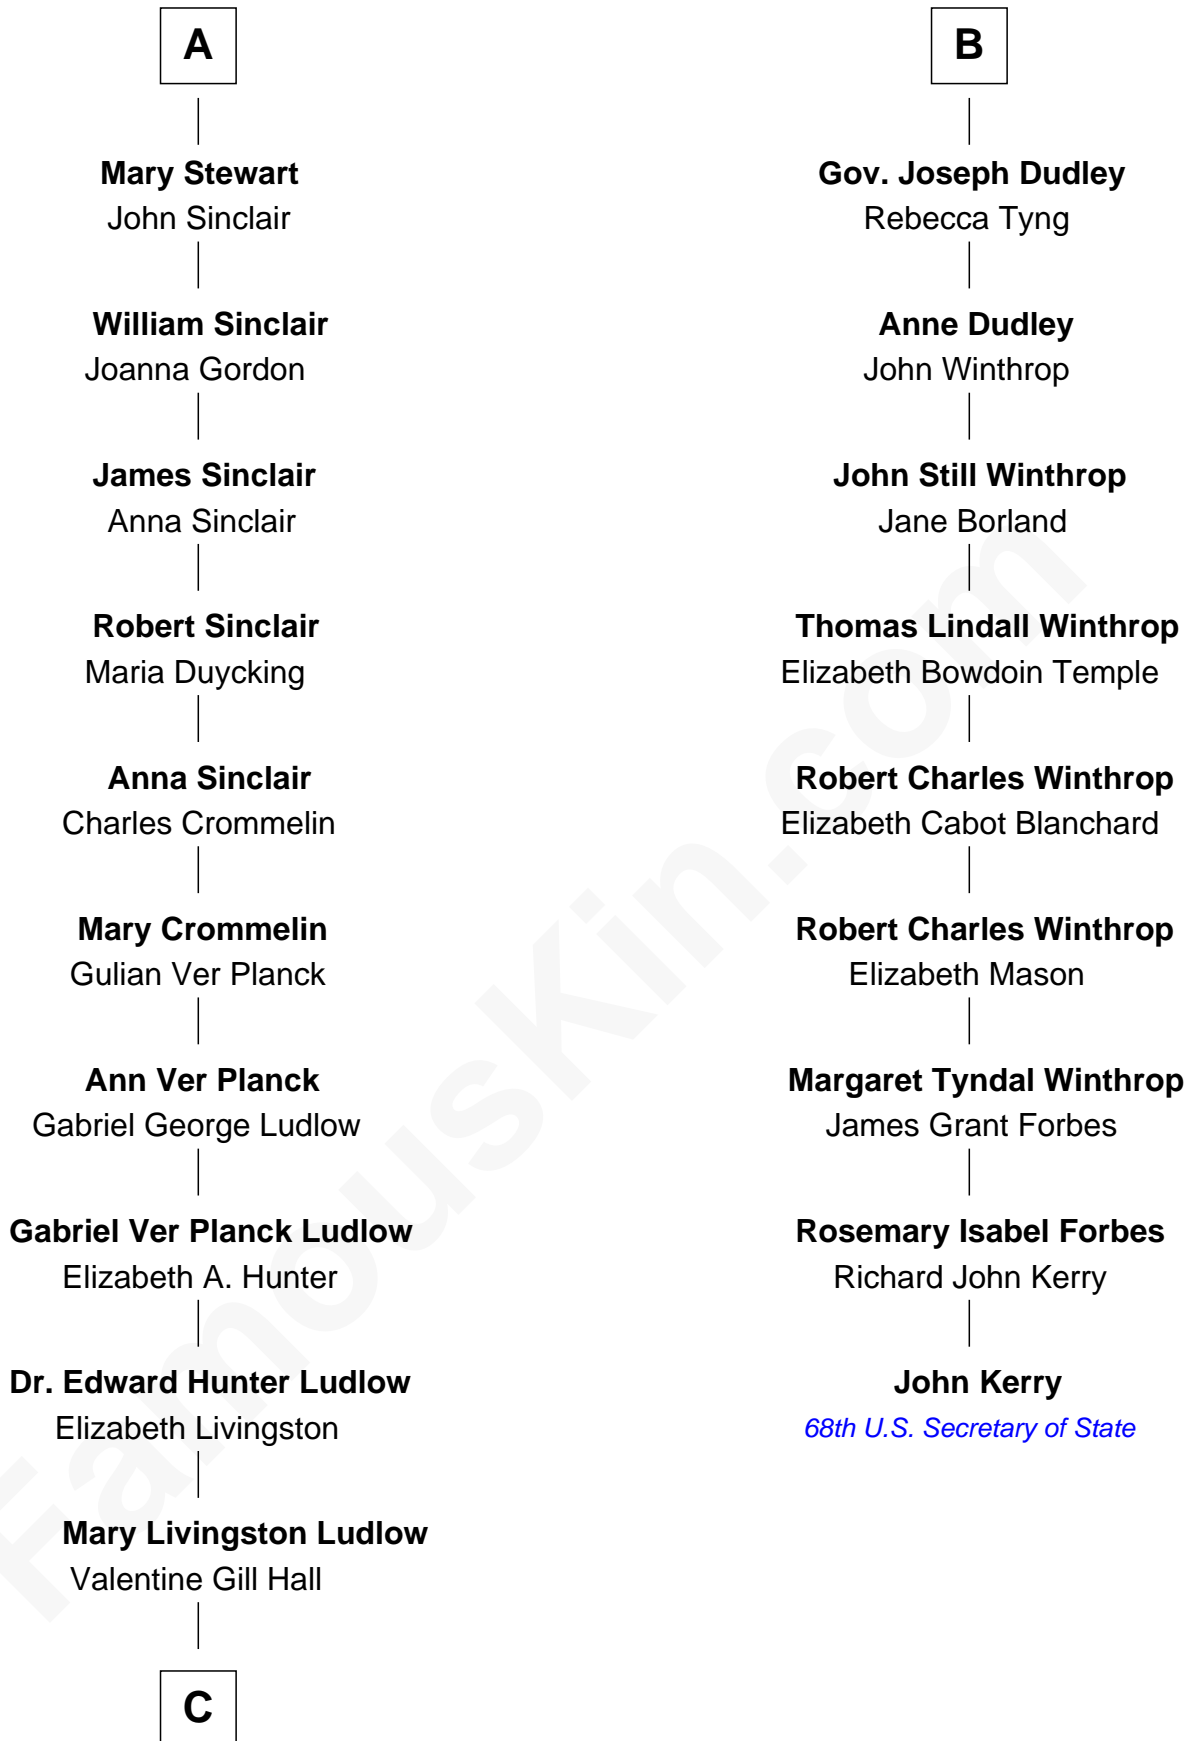 A
Mary Stewart
John Sinclair
William Sinclair
Joanna Gordon
James Sinclair
Anna Sinclair
Robert Sinclair
Maria Duycking
Anna Sinclair
Charles Crommelin
Mary Crommelin
Gulian Ver Planck
Ann Ver Planck
Gabriel George Ludlow
Gabriel Ver Planck Ludlow
Elizabeth A. Hunter
Dr. Edward Hunter Ludlow
Elizabeth Livingston
Mary Livingston Ludlow
Valentine Gill Hall
C
B
Gov. Joseph Dudley
Rebecca Tyng
Anne Dudley
John Winthrop
John Still Winthrop
Jane Borland
Thomas Lindall Winthrop
Elizabeth Bowdoin Temple
Robert Charles Winthrop
Elizabeth Cabot Blanchard
Robert Charles Winthrop
Elizabeth Mason
Margaret Tyndal Winthrop
James Grant Forbes
Rosemary Isabel Forbes
Richard John Kerry
John Kerry
68th U.S. Secretary of State
FamousKin.com